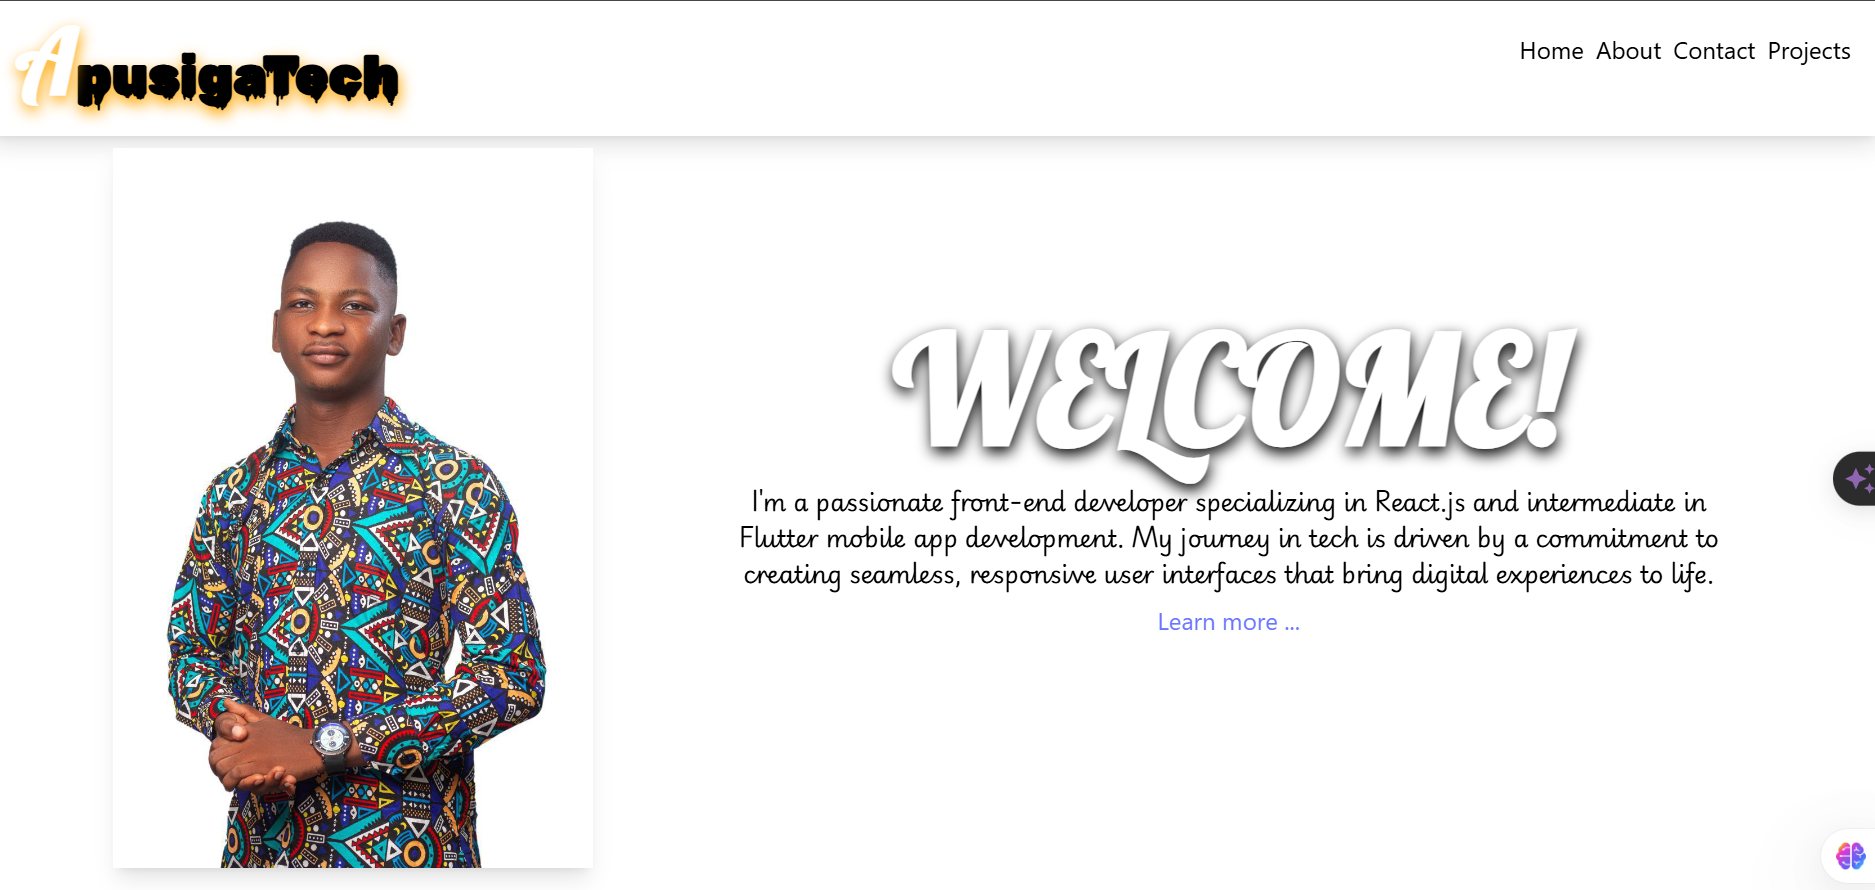 ApusigaTech
Home About Contact Projects
WELCOME!
I'm a passionate front-end developer specializing in React.js and intermediate in
Flutter mobile app development. My journey in tech is driven by a commitment to
creating seamless, responsive user interfaces that bring digital experiences to life.
Learn more ...